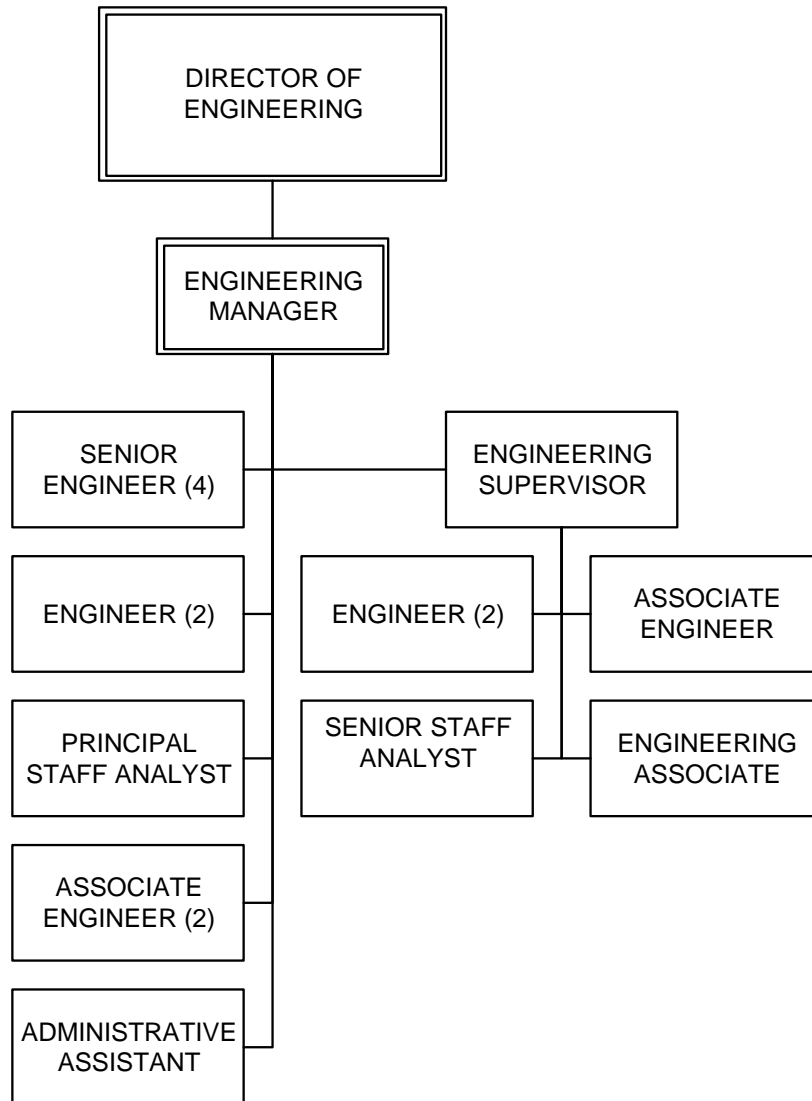 DIRECTOR OF
ENGINEERING
ENGINEERING
MANAGER
SENIOR
ENGINEER (4)
ENGINEERING
SUPERVISOR
ENGINEER (2)
ENGINEER (2)
ASSOCIATE
ENGINEER
PRINCIPAL
STAFF ANALYST
SENIOR STAFF
ANALYST
ENGINEERING
ASSOCIATE
ASSOCIATE
ENGINEER (2)
ADMINISTRATIVE
ASSISTANT